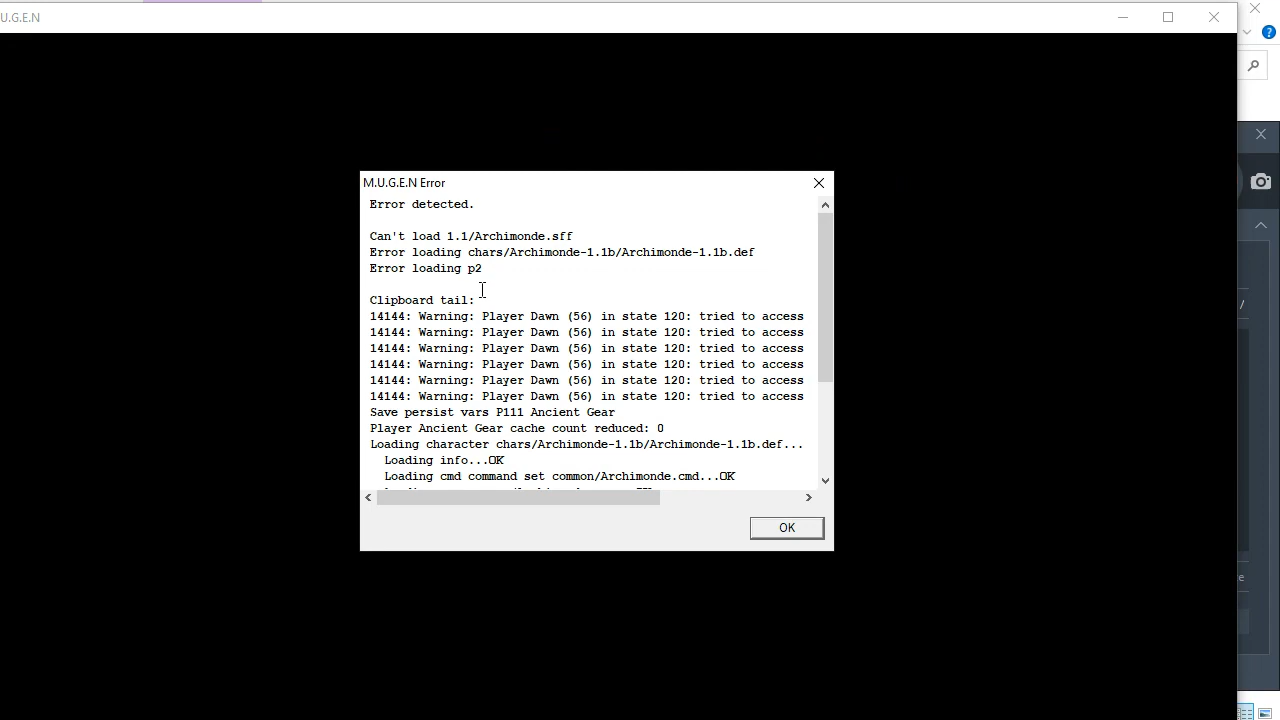 U.G.E.N
M.U.G.E.N Error
Error detected.
Can't load 1.1/Archimonde.sff
Error loading chars/Archimonde-1.1b/Archimonde-1.1b.def
Error loading p2
Clipboard tail:
14144: Warning: Player Dawn (56) in state 120: tried to access
14144: Warning: Player Dawn (56) in state 120: tried to access
14144: Warning: Player Dawn (56) in state 120: tried to access
14144: Warning: Player Dawn (56) in state 120: tried to access
14144: Warning: Player Dawn (56) in state 120: tried to access
14144: Warning: Player Dawn (56) in state 120: tried to access
Save persist vars P111 Ancient Gear
Player Ancient Gear cache count reduced: 0
Loading character chars/Archimonde-1.1b/Archimonde-1.1b.def...
Loading info...OK
Loading cmd command set common/Archimonde.cmd...OK
OK
/
e